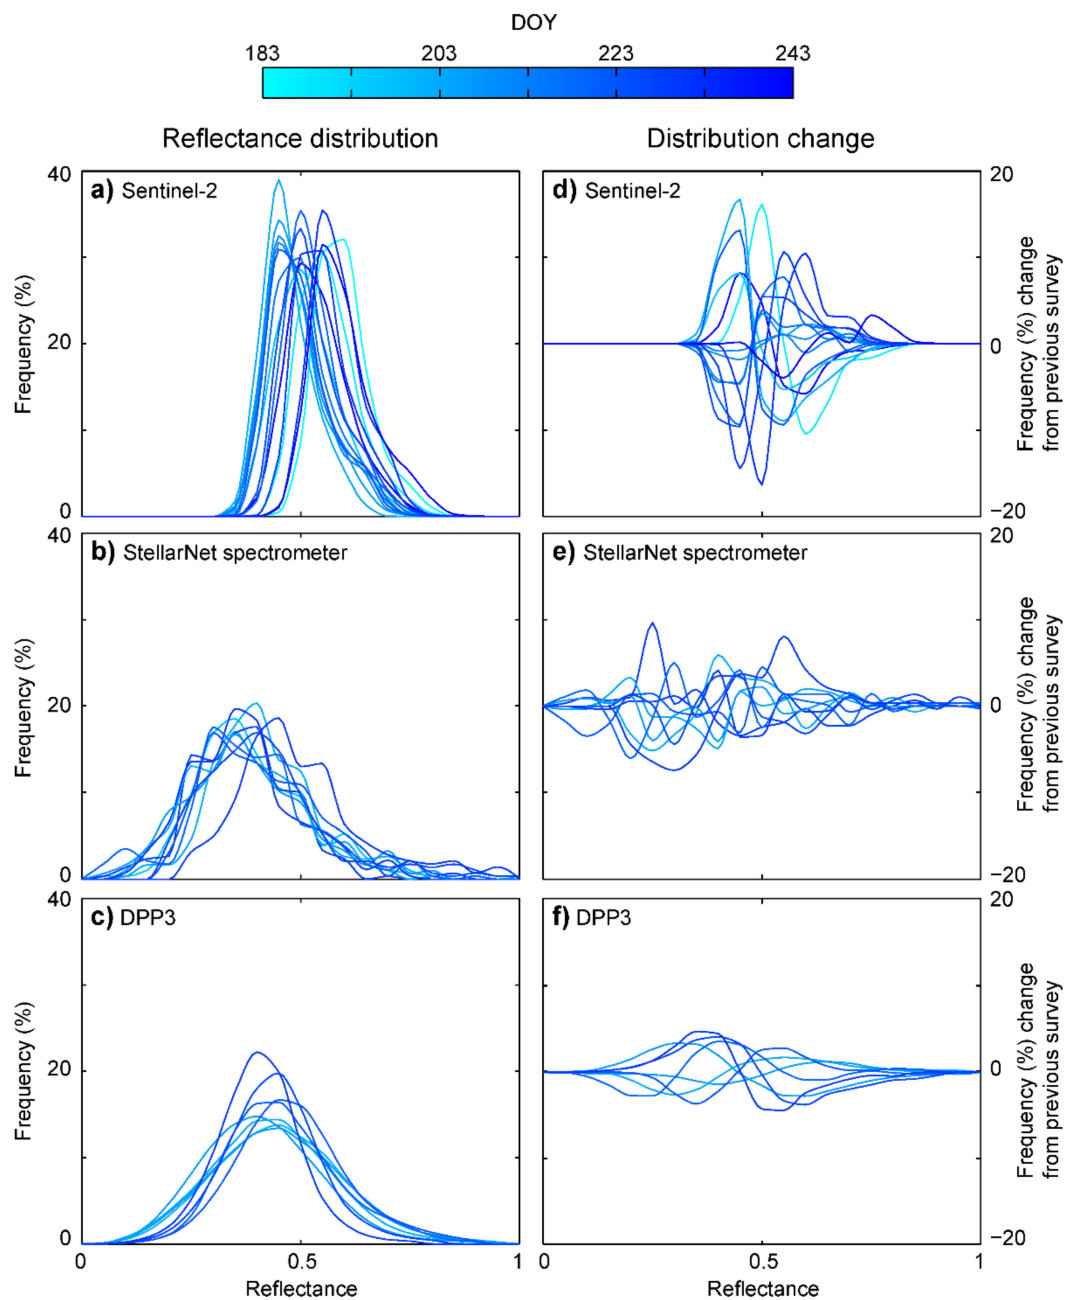 DOY
183 203 223 243
Reflectance distribution
Distribution change
40
a) Sentinel-2
20
0
Frequency (%)
d) Sentinel-2
20
0
−20
Frequency (%) change
from previous survey
40
b) StellarNet spectrometer
20
0
Frequency (%)
e) StellarNet spectrometer
20
0
−20
Frequency (%) change
from previous survey
40
c) DPP3
20
0
Frequency (%)
0 0.5 1
Reflectance
f) DPP3
20
0
−20
Frequency (%) change
from previous survey
0 0.5 1
Reflectance